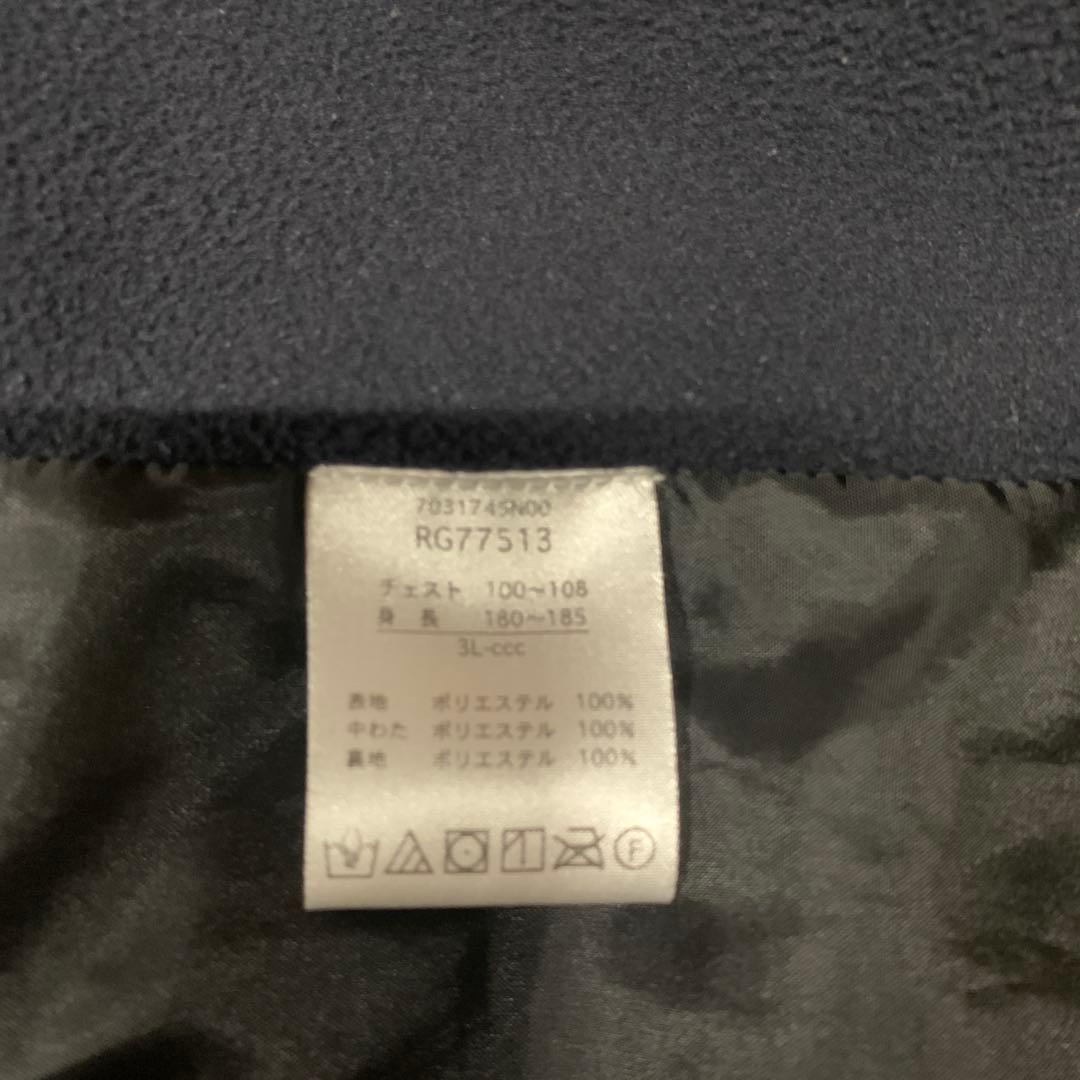 7031745N00
RG77513
チェスト 100~108
身長 180~185
3L-ccc
表地 ポリエステル 100%
中わた ポリエステル 100%
裏地 ポリエステル 100%
F